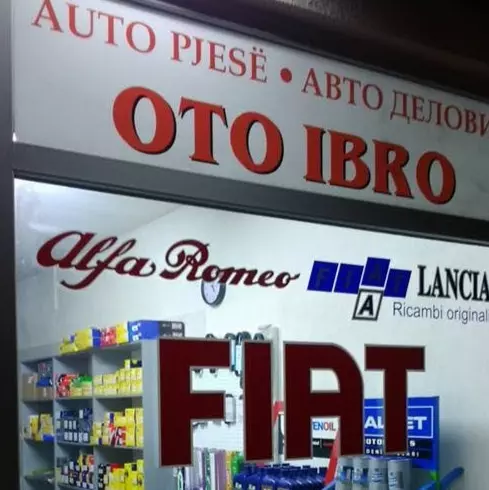 AUTO PJESË • АВТО ДЕЛОВИ
OTO IBRO
Alfa Romeo
FIAT
LANCIA
A
Ricambi original
FIAT